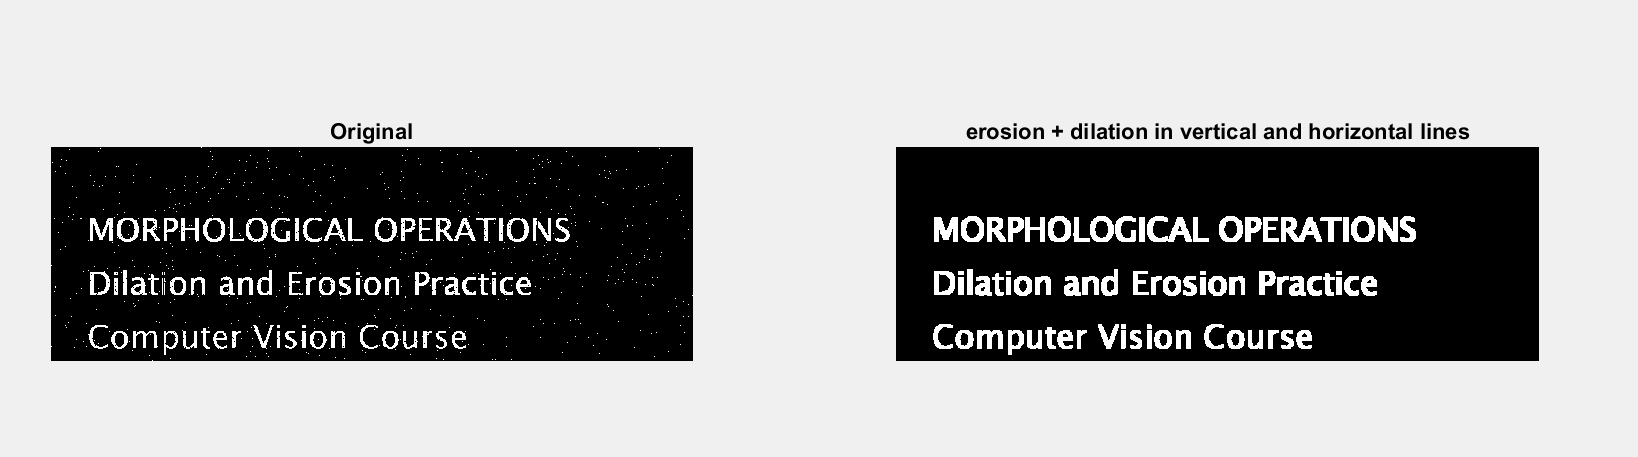 Original
MORPHOLOGICAL OPERATIONS
Dilation and Erosion Practice
Computer Vision Course
erosion + dilation in vertical and horizontal lines
MORPHOLOGICAL OPERATIONS
Dilation and Erosion Practice
Computer Vision Course